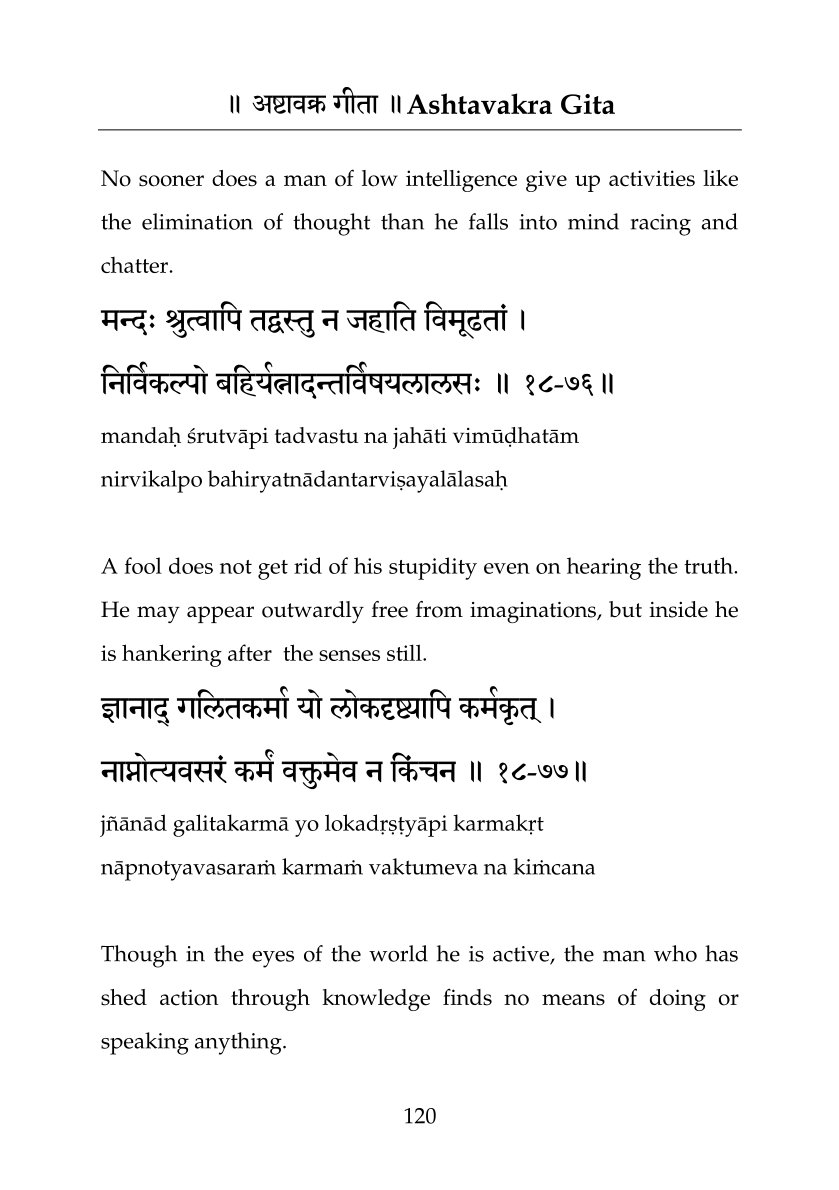 ॥ अष्टावक्र गीता ॥ Ashtavakra Gita
No sooner does a man of low intelligence give up activities like
the elimination of thought than he falls into mind racing and
chatter.
मन्दः श्रुत्वापि तद्वस्तु न जहाति विमूढतां ।
निर्विकल्पो बहिर्यत्नादन्तर्विषयलालसः ॥ १८-७६॥
mandaḥ śrutvāpi tadvastu na jahāti vimūḍhatām
nirvikalpo bahiryatnādantarviṣayalālasaḥ
A fool does not get rid of his stupidity even on hearing the truth.
He may appear outwardly free from imaginations, but inside he
is hankering after the senses still.
ज्ञानाद् गलितकर्मा यो लोकदृष्ट्यापि कर्मकृत् ।
नाप्नोत्यवसरं कर्मं वक्तुमेव न किंचन ॥ १८-७७॥
jñānād galitakarmā yo lokadṛṣṭyāpi karmakṛt
nāpnotyavasaraṁ karmaṁ vaktumeva na kiṁcana
Though in the eyes of the world he is active, the man who has
shed action through knowledge finds no means of doing or
speaking anything.
120